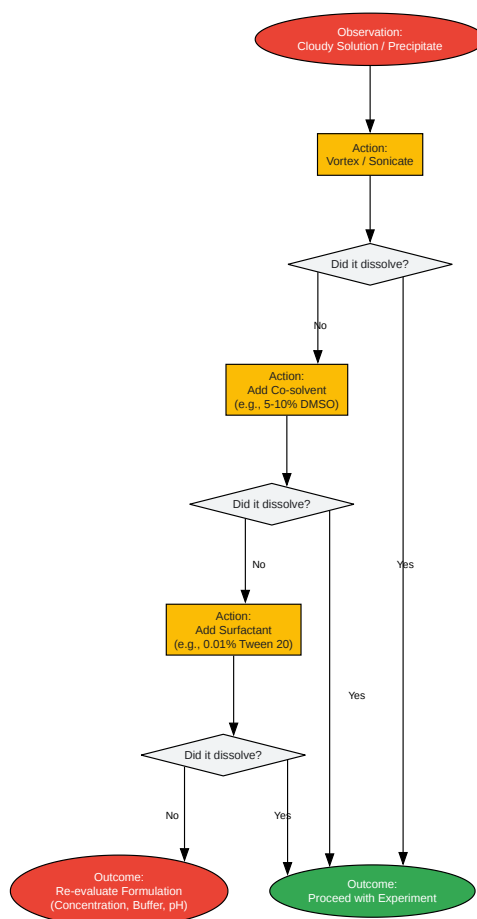 Observation:
Cloudy Solution / Precipitate
Action:
Vortex / Sonicate
Did it dissolve?
No
Action:
Add Co-solvent
(e.g., 5-10% DMSO)
Did it dissolve?
No
Yes
Action:
Add Surfactant
(e.g., 0.01% Tween 20)
Yes
Did it dissolve?
No
Yes
Outcome:
Re-evaluate Formulation
(Concentration, Buffer, pH)
Outcome:
Proceed with Experiment